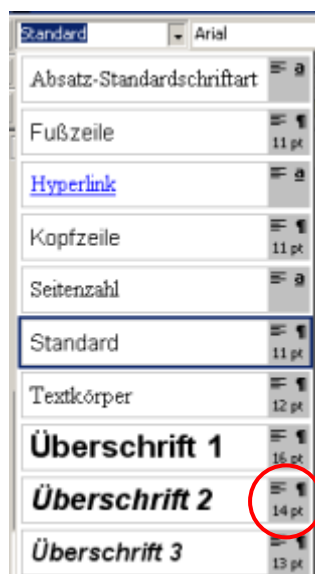 Standard Arial
Absatz-Standardschriftart a
Fußzeile ¶
11 pt
Hyperlink a
Kopfzeile ¶
11 pt
Seitenzahl a
Standard ¶
11 pt
Textkörper ¶
12 pt
Überschrift 1 ¶
16 pt
Überschrift 2 ¶
14 pt
Überschrift 3 ¶
13 pt